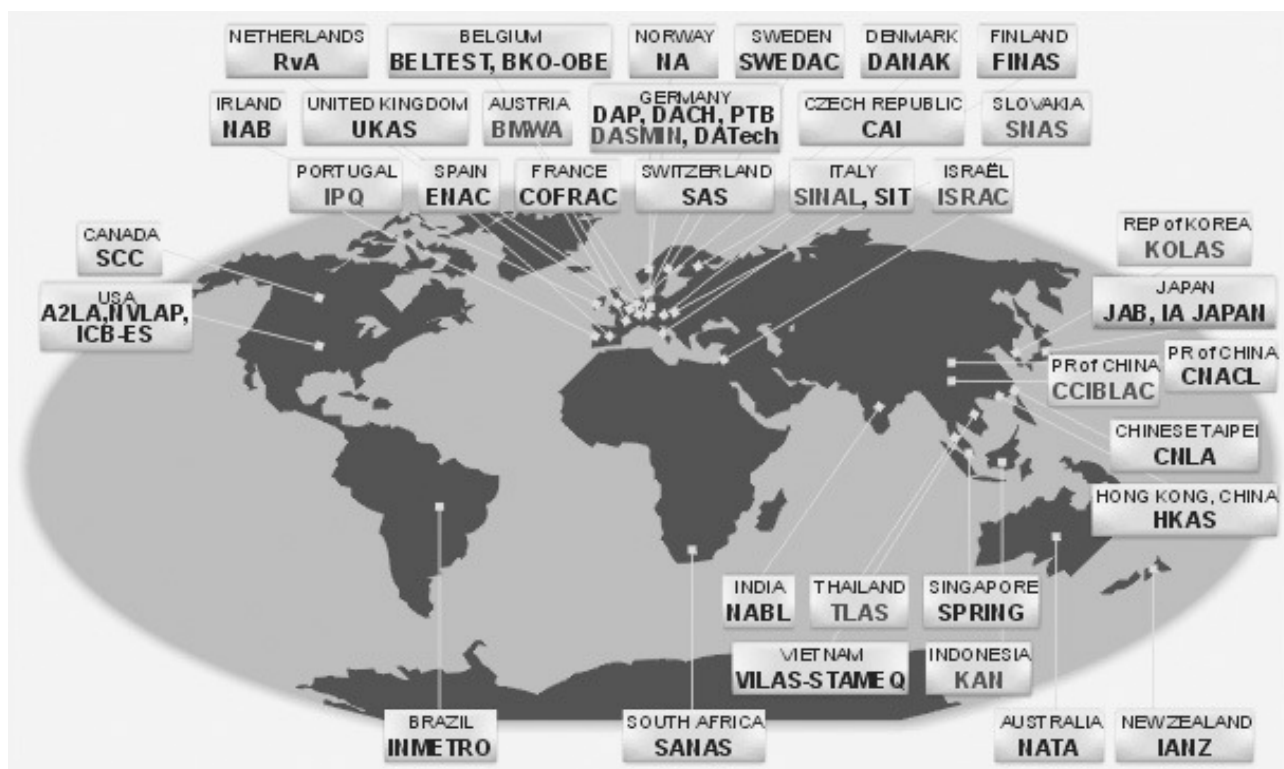 NETHERLANDS
RvA
BELGIUM
BELTEST, BKO-OBE
NORWAY
NA
SWEDEN
SWEDAC
DENMARK
DANAK
FINLAND
FINAS
IRLAND
NAB
UNITED KINGDOM
UKAS
AUSTRIA
BMWA
GERMANY
DAP, DACH, PTB
DASMIN, DATech
CZECH REPUBLIC
CAI
SLOVAKIA
SNAS
PORTUGAL
IPQ
SPAIN
ENAC
FRANCE
COFRAC
SWITZERLAND
SAS
ITALY
SINAL, SIT
ISRAËL
ISRAC
CANADA
SCC
REP of KOREA
KOLAS
USA
A2LA,NVLAP,
ICB-ES
JAPAN
JAB, IA JAPAN
PR of CHINA
CCIBLAC
PR of CHINA
CNACL
CHINESE TAIPEI
CNLA
HONG KONG, CHINA
HKAS
INDIA
NABL
THAILAND
TLAS
SINGAPORE
SPRING
VIETNAM
VILAS-STAMEQ
INDONESIA
KAN
BRAZIL
INMETRO
SOUTH AFRICA
SANAS
AUSTRALIA
NATA
NEW ZEALAND
IANZ